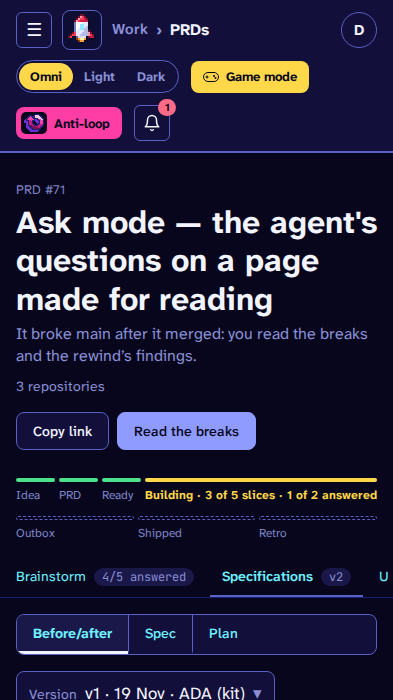 Work › PRDs
D
Omni Light Dark
Game mode
Anti-loop
1
PRD #71
Ask mode — the agent's
questions on a page
made for reading
It broke main after it merged: you read the breaks
and the rewind's findings.
3 repositories
Copy link
Read the breaks
Idea PRD Ready Building · 3 of 5 slices · 1 of 2 answered
Outbox Shipped Retro
Brainstorm 4/5 answered Specifications v2 U
Before/after Spec Plan
Version v1 · 19 Nov · ADA (kit) ▾